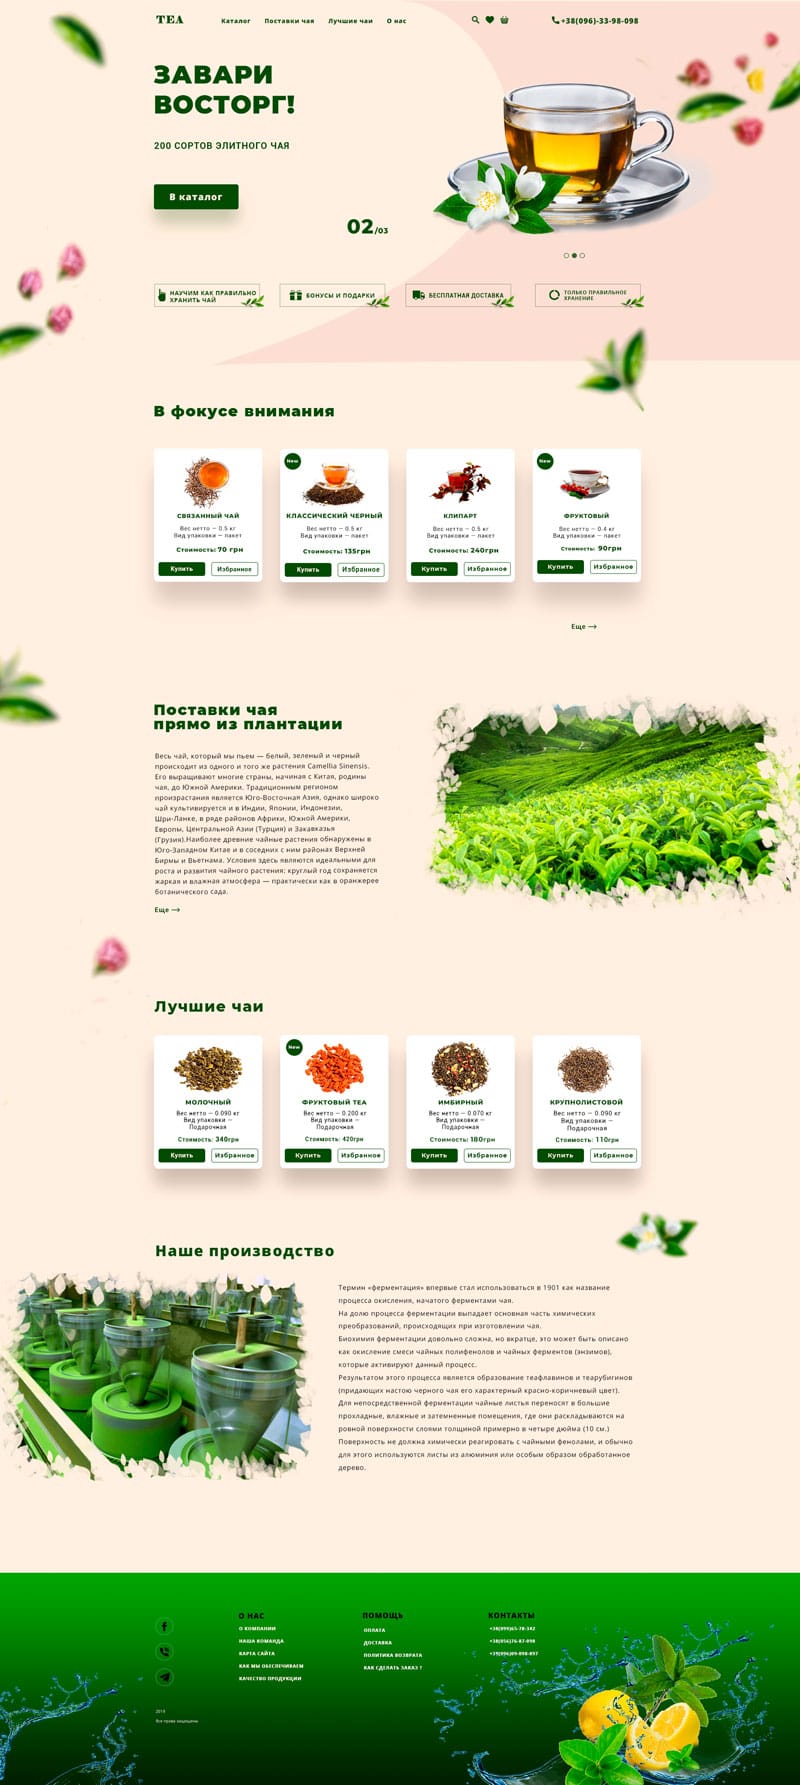 TEA
Каталог
Поставки чая
Лучшие чаи
О нас
+38(096)-33-98-098
ЗАВАРИ
ВОСТОРГ!
200 СОРТОВ ЭЛИТНОГО ЧАЯ
В каталог
02/03
НАУЧИМ КАК ПРАВИЛЬНО
ХРАНИТЬ ЧАЙ
БОНУСЫ И ПОДАРКИ
БЕСПЛАТНАЯ ДОСТАВКА
ТОЛЬКО ПРАВИЛЬНОЕ
ХРАНЕНИЕ
В фокусе внимания
СВЯЗАННЫЙ ЧАЙ
Вес нетто — 0.5 кг
Вид упаковки — пакет
Стоимость: 70 грн
Купить
Избранное
New
КЛАССИЧЕСКИЙ ЧЕРНЫЙ
Вес нетто — 0.5 кг
Вид упаковки — пакет
Стоимость: 135грн
Купить
Избранное
КЛИПАРТ
Вес нетто — 0.5 кг
Вид упаковки — пакет
Стоимость: 240грн
Купить
Избранное
New
ФРУКТОВЫЙ
Вес нетто — 0.4 кг
Вид упаковки — пакет
Стоимость: 90грн
Купить
Избранное
Еще
Поставки чая
прямо из плантации
Весь чай, который мы пьем — белый, зеленый и черный
происходит из одного и того же растения Camellia Sinensis.
Его выращивают многие страны, начиная с Китая, родины
чая, до Южной Америки. Традиционным регионом
произрастания является Юго-Восточная Азия, однако широко
чай культивируется и в Индии, Японии, Индонезии,
Шри-Ланке, в ряде районов Африки, Южной Америки,
Европы, Центральной Азии (Турция) и Закавказья
(Грузия).Наиболее древние чайные растения обнаружены в
Юго-Западном Китае и в соседних с ним районах Верхней
Бирмы и Вьетнама. Условия здесь являются идеальными для
роста и развития чайного растения: круглый год сохраняется
жаркая и влажная атмосфера — практически как в оранжерее
ботанического сада.
Еще
Лучшие чаи
МОЛОЧНЫЙ
Вес нетто — 0.090 кг
Вид упаковки —
Подарочная
Стоимость: 340грн
Купить
Избранное
New
ФРУКТОВЫЙ TEA
Вес нетто — 0.200 кг
Вид упаковки —
Подарочная
Стоимость: 420грн
Купить
Избранное
ИМБИРНЫЙ
Вес нетто — 0.070 кг
Вид упаковки —
Подарочная
Стоимость: 180грн
Купить
Избранное
КРУПНОЛИСТОВОЙ
Вес нетто — 0.090 кг
Вид упаковки —
Подарочная
Стоимость: 110грн
Купить
Избранное
Наше производство
Термин «ферментация» впервые стал использоваться в 1901 как название
процесса окисления, начатого ферментами чая.
На долю процесса ферментации выпадает основная часть химических
преобразований, происходящих при изготовлении чая.
Биохимия ферментации довольно сложна, но вкратце, это может быть описано
как окисление смеси чайных полифенолов и чайных ферментов (энзимов),
которые активируют данный процесс.
Результатом этого процесса является образование теафлавинов и теарубигинов
(придающих настою черного чая его характерный красно-коричневый цвет).
Для непосредственной ферментации чайные листья переносят в большие
прохладные, влажные и затемненные помещения, где они раскладываются на
ровной поверхности слоями толщиной примерно в четыре дюйма (10 см.)
Поверхность не должна химически реагировать с чайными фенолами, и обычно
для этого используются листы из алюминия или особым образом обработанное
дерево.
О НАС
О КОМПАНИИ
НАША КОМАНДА
КАРТА САЙТА
КАК МЫ ОБЕСПЕЧИВАЕМ
КАЧЕСТВО ПРОДУКЦИИ
ПОМОЩЬ
ОПЛАТА
ДОСТАВКА
ПОЛИТИКА ВОЗВРАТА
КАК СДЕЛАТЬ ЗАКАЗ ?
КОНТАКТЫ
+38(099)65-78-342
+38(056)76-87-098
+39(096)09-098-097
2019
Все права защищены